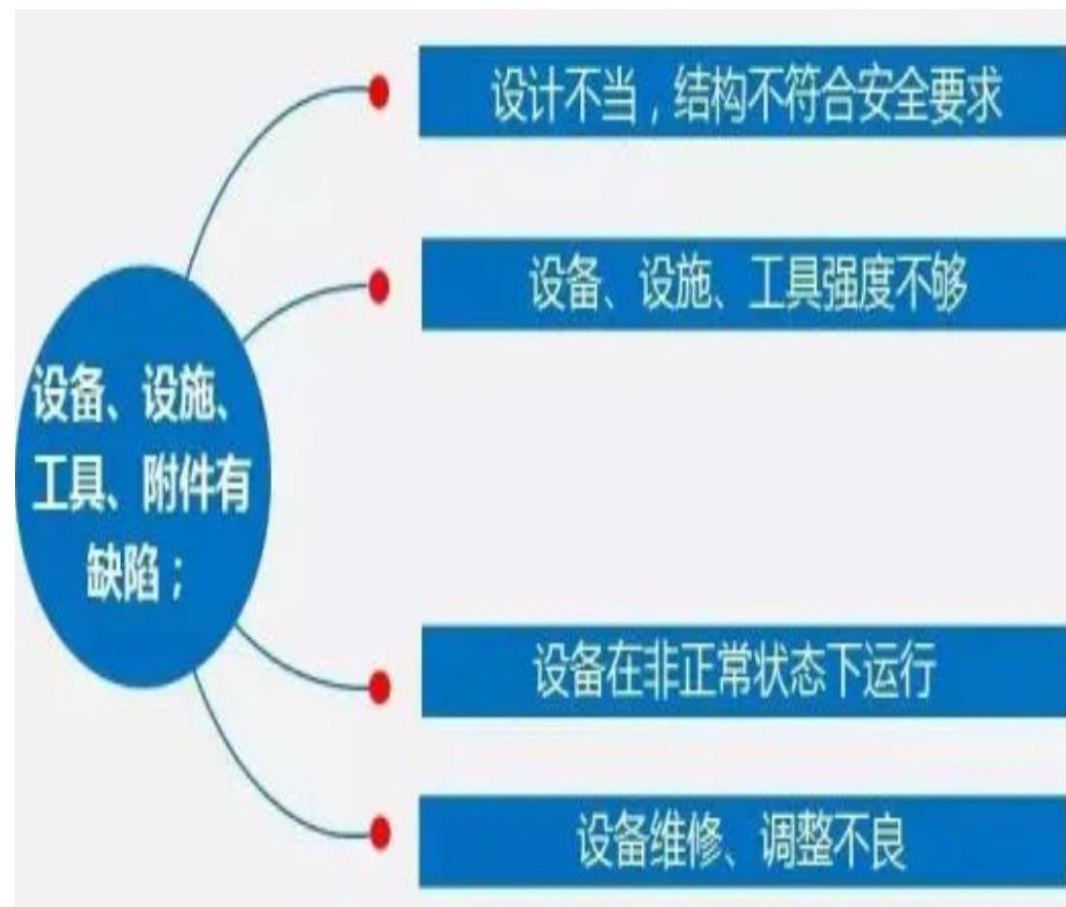 设计不当，结构不符合安全要求
设备、设施、工具强度不够
设备、设施、
工具、附件有
缺陷；
设备在非正常状态下运行
设备维修、调整不良